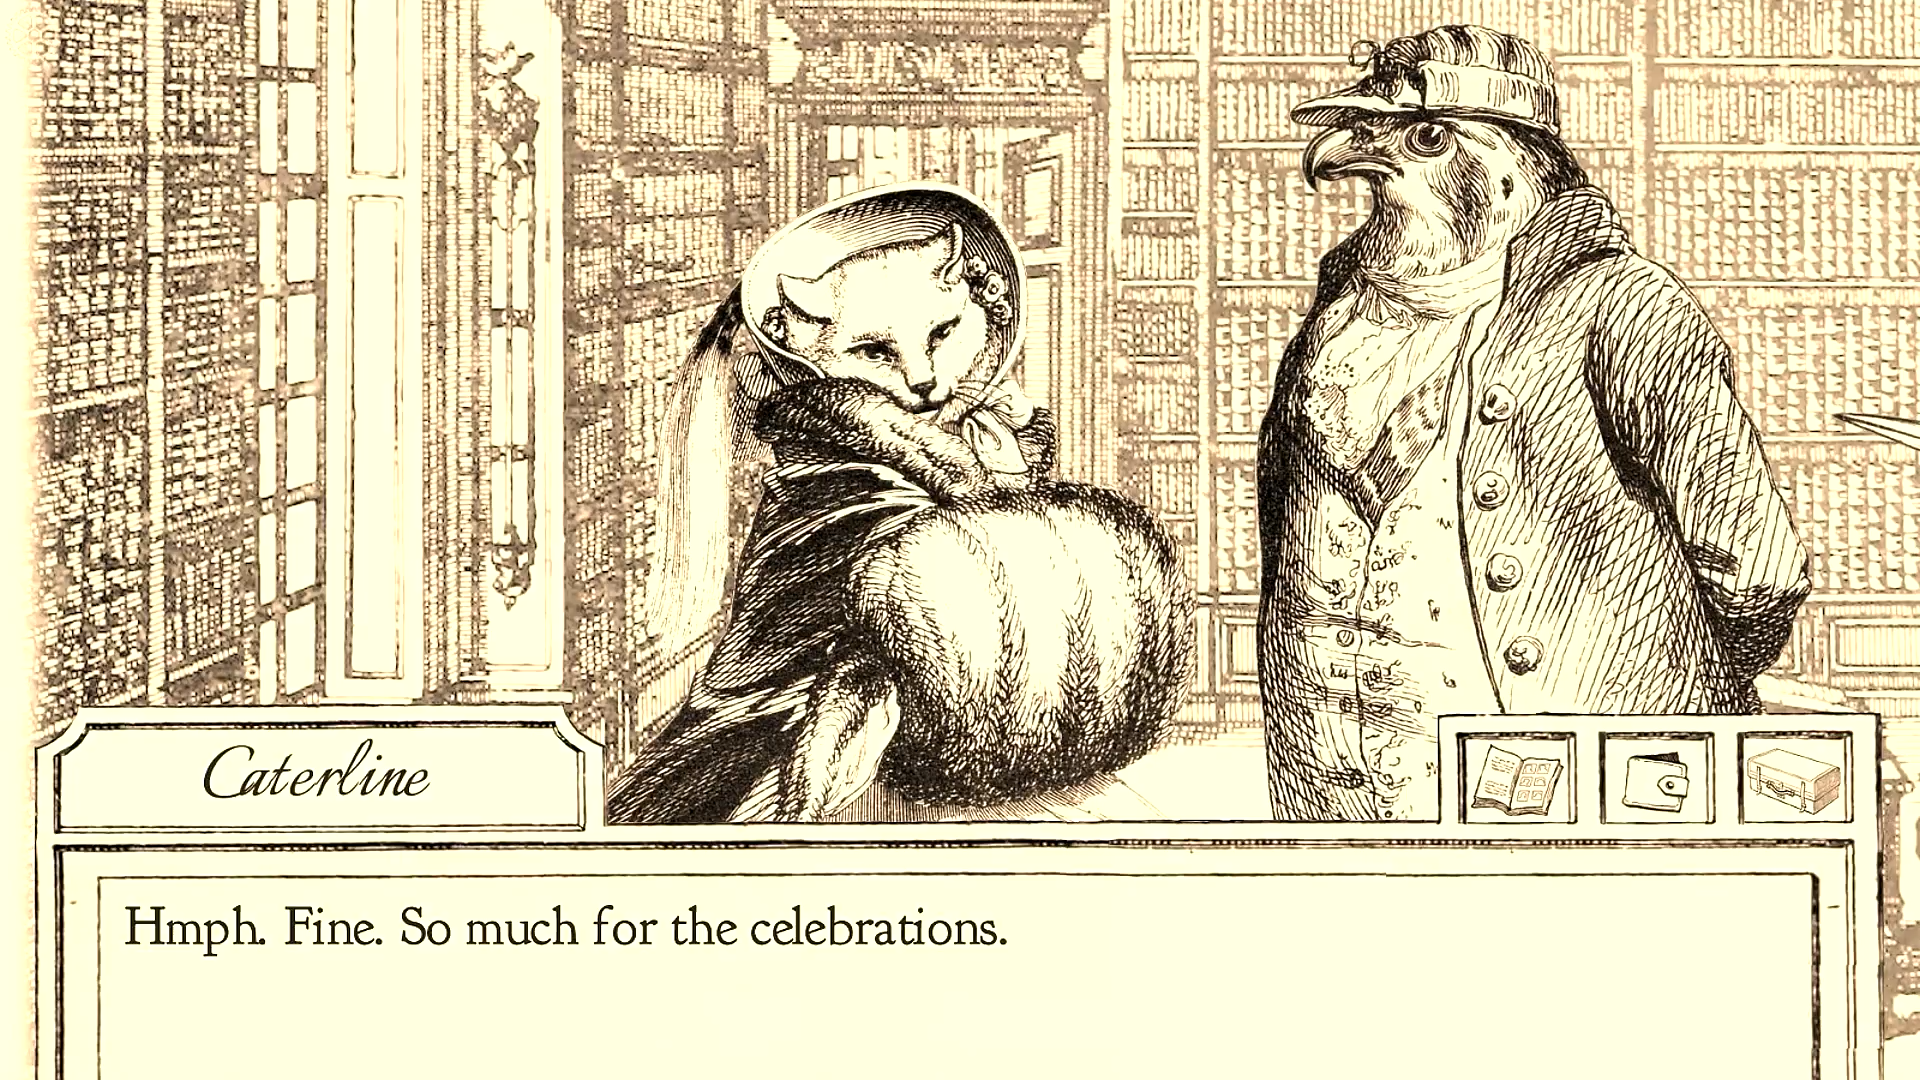 Caterline
Hmph. Fine. So much for the celebrations.